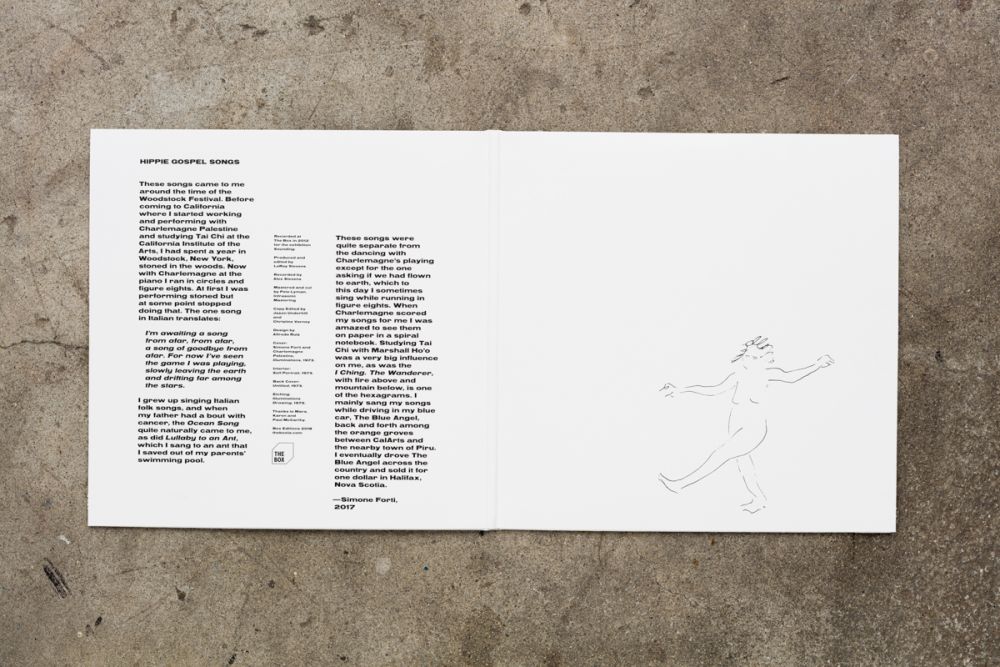 HIPPIE GOSPEL SONGS
These songs came to me
around the time of the
Woodstock Festival. Before
coming to California
where I started working
and performing with
Charlemagne Palestine
and studying Tai Chi at the
California Institute of the
Arts, I had spent a year in
Woodstock, New York,
stoned in the woods. Now
with Charlemagne at the
piano I ran in circles and
figure eights. At first I was
performing stoned but
at some point stopped
doing that. The one song
in Italian translates:
I'm awaiting a song
from afar, from afar,
a song of goodbye from
afar. For now I've seen
the game I was playing,
slowly leaving the earth
and drifting far among
the stars.
I grew up singing Italian
folk songs, and when
my father had a bout with
cancer, the Ocean Song
quite naturally came to me,
as did Lullaby to an Ant,
which I sang to an ant that
I saved out of my parents'
swimming pool.
Recorded at
The Box in 2012
for the exhibition
Sounding
Produced and
edited by
Recorded by
Mastered and cut
by Pete Lyman,
Infrasonic
Mastering
Copy Edited by
Jason Underhill
and
Christine Varney
Design by
Cover:
Simone Forti and
Charlemagne
Palestine,
Illuminations, 1973.
Interior:
Self Portrait, 1973.
Back Cover:
Untitled, 1973.
Etching:
Illuminations
Drawing, 1973.
Thanks to Mara,
Karen and
Paul McCarthy.
Box Editions 2018
theboxla.com
THE
BOX
These songs were
quite separate from
the dancing with
Charlemagne's playing
except for the one
asking if we had flown
to earth, which to
this day I sometimes
sing while running in
figure eights. When
Charlemagne scored
my songs for me I was
amazed to see them
on paper in a spiral
notebook. Studying Tai
Chi with Marshall Ho'o
was a very big influence
on me, as was the
I Ching. The Wanderer,
with fire above and
mountain below, is one
of the hexagrams. I
mainly sang my songs
while driving in my blue
car, The Blue Angel,
back and forth among
the orange groves
between CalArts and
the nearby town of Piru.
I eventually drove The
Blue Angel across the
country and sold it for
one dollar in Halifax,
Nova Scotia.
—Simone Forti,
2017